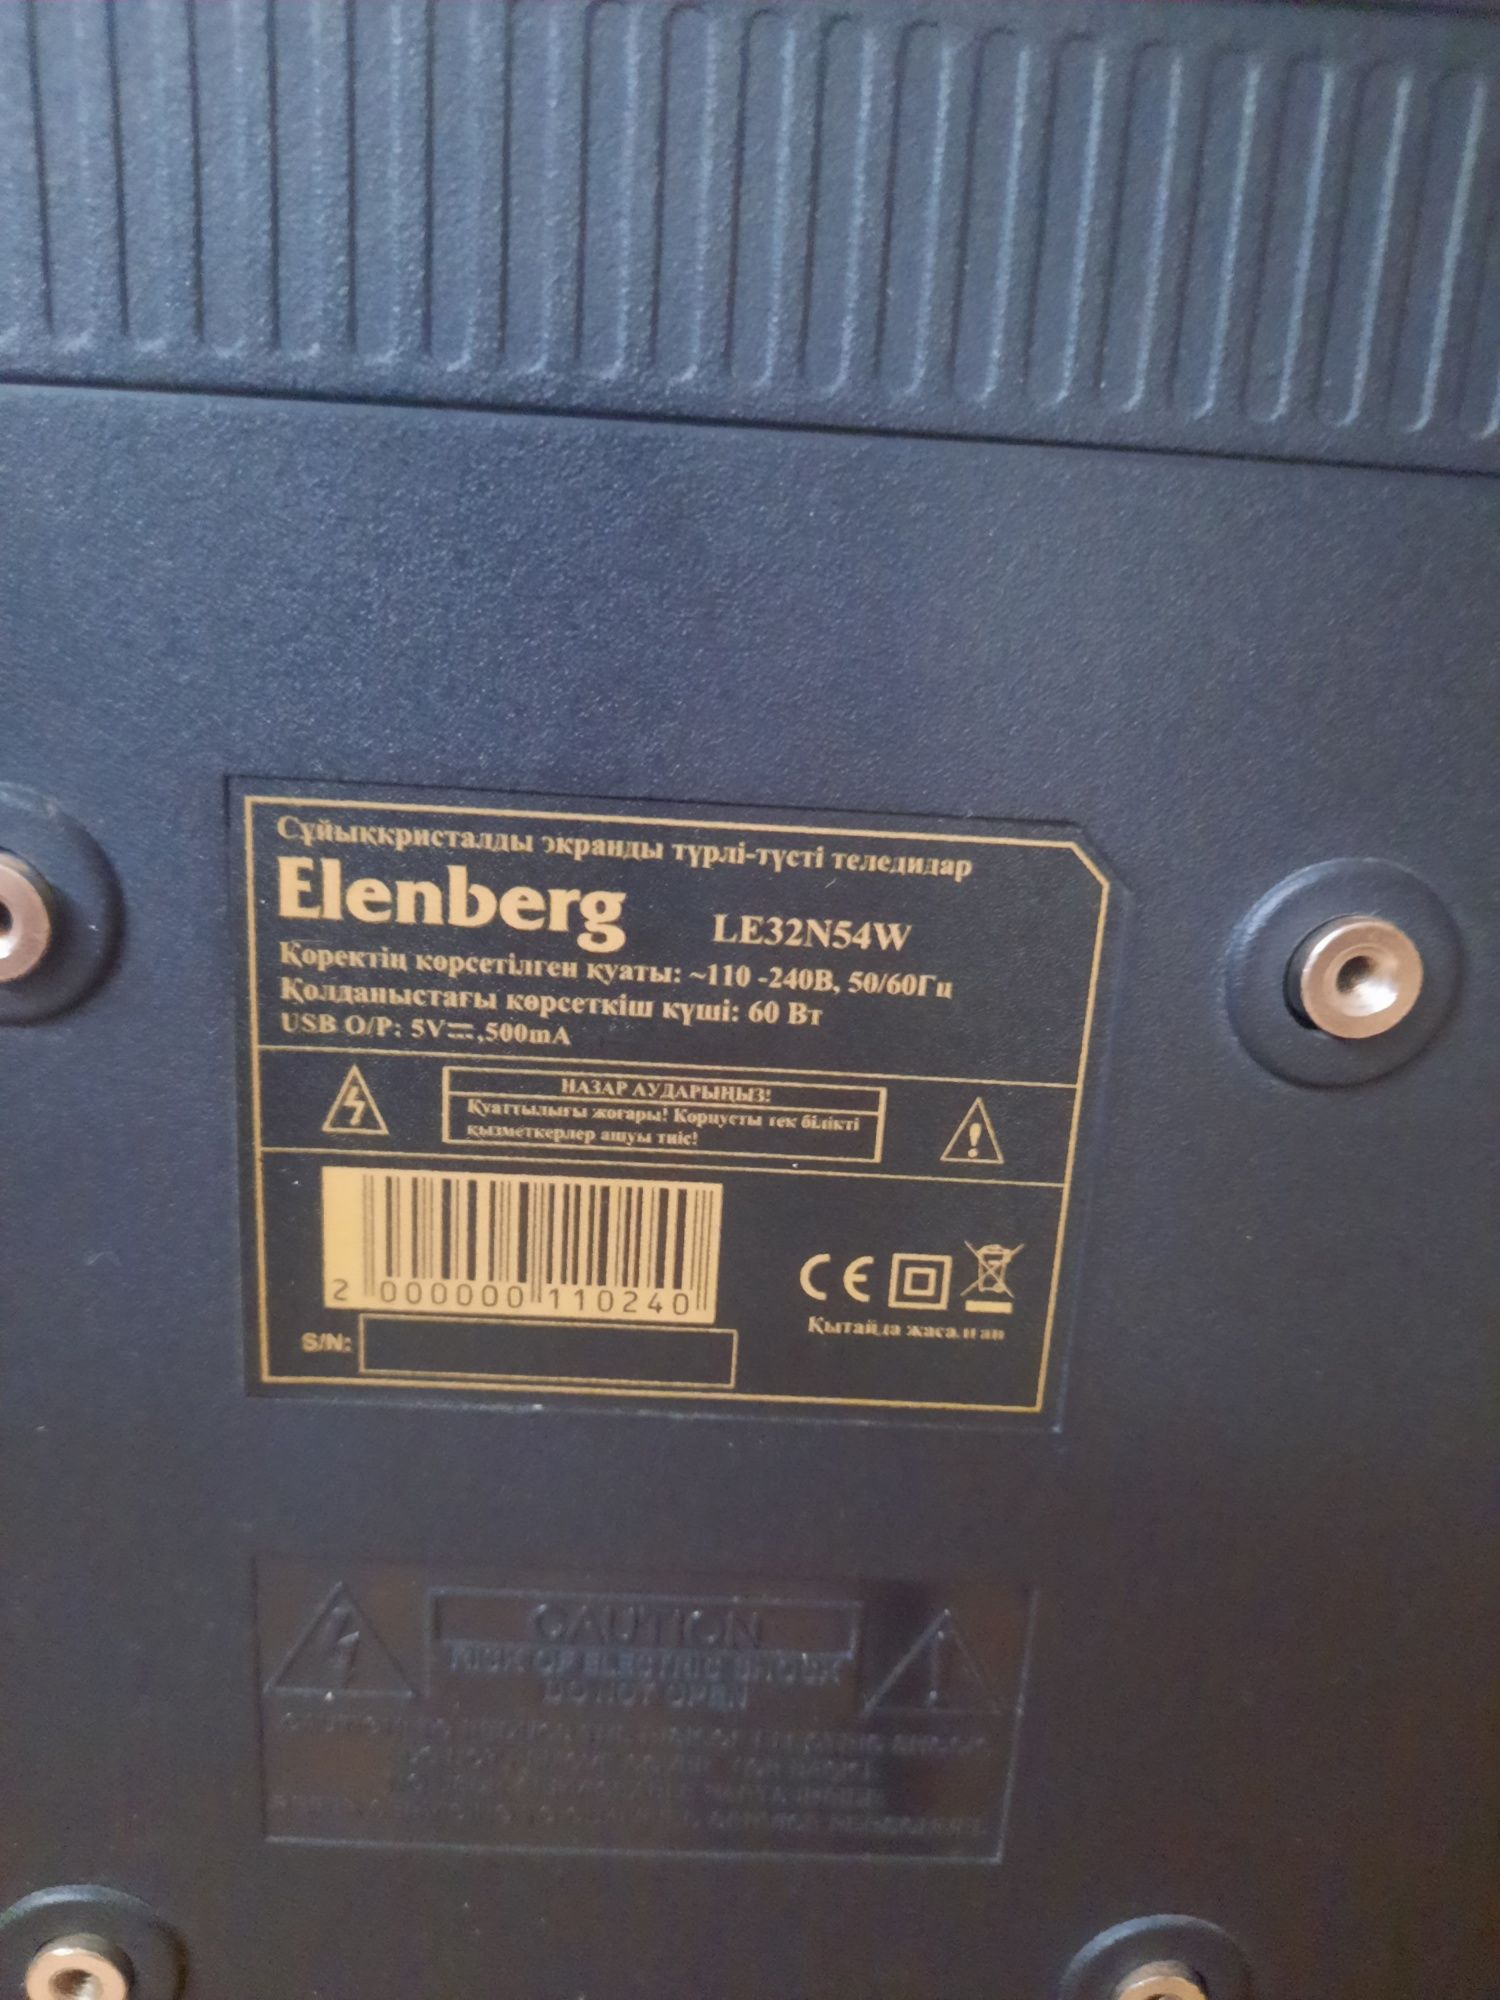 Сұйыққристалды экранды түрлі-түсті теледидар
Elenberg LE32N54W
Қоректің көрсетілген қуаты: ~110 -240В, 50/60Гц
Қолданыстағы көрсеткіш күші: 60 Вт
USB O/P: 5V⎓,500mA
НАЗАР АУДАРЫҢЫЗ!
Қуаттылығы жоғары! Корпусты тек білікті
қызметкерлер ашуы тиіс!
2 000000 110240
CE
S/N:
Қытайда жасалған
CAUTION
RISK OF ELECTRIC SHOCK
DO NOT OPEN